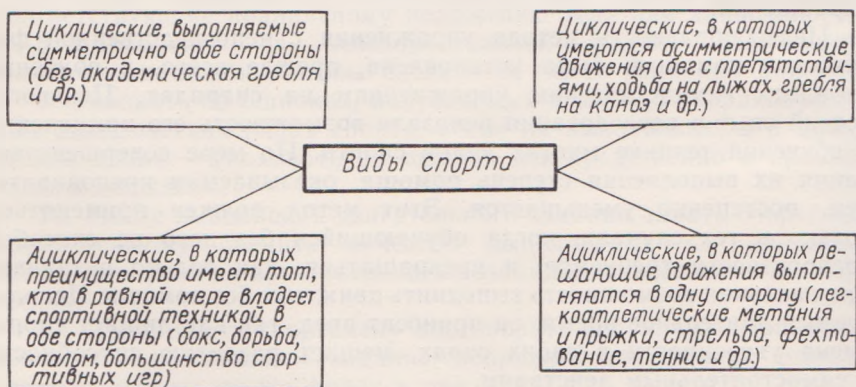 Циклические, выполняемые
симметрично в обе стороны
(бег, академическая гребля
и др.)
Циклические, в которых
имеются асимметрические
движения (бег с препятстви-
ями, ходьба на лыжах, гребля
на каноэ и др.)
Виды спорта
Ациклические, в которых
преимущество имеет тот,
кто в равной мере владеет
спортивной техникой в
обе стороны (бокс, борьба,
слалом, большинство спор-
тивных игр)
Ациклические, в которых ре-
шающие движения выпол-
няются в одну сторону (лег-
коатлетические метания
и прыжки, стрельба, фехто-
вание, теннис и др.)